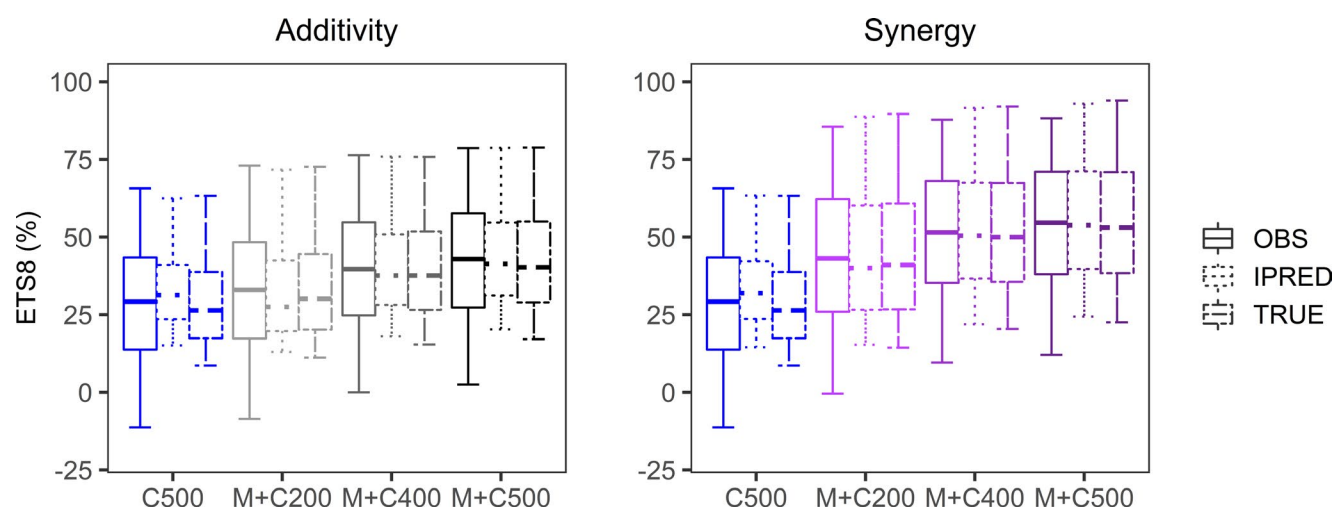 Additivity
Synergy
ETS8 (%)
100
75
50
25
0
-25
C500
M+C200
M+C400
M+C500
100
75
50
25
0
-25
C500
M+C200
M+C400
M+C500
OBS
IPRED
TRUE